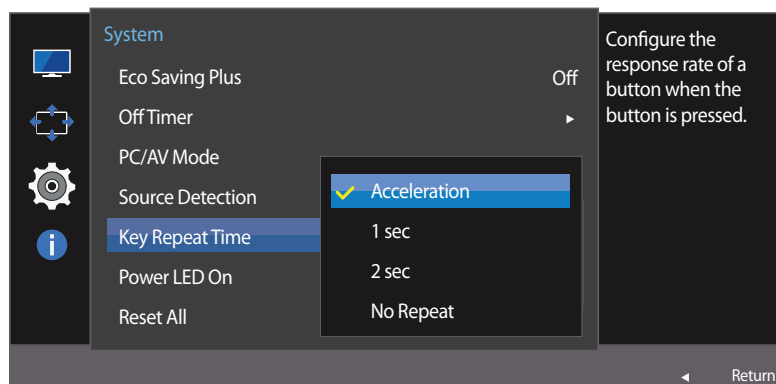 System
Eco Saving Plus Off
Off Timer
PC/AV Mode
Source Detection
Key Repeat Time
Power LED On
Reset All
Acceleration
1 sec
2 sec
No Repeat
Configure the
response rate of a
button when the
button is pressed.
Return